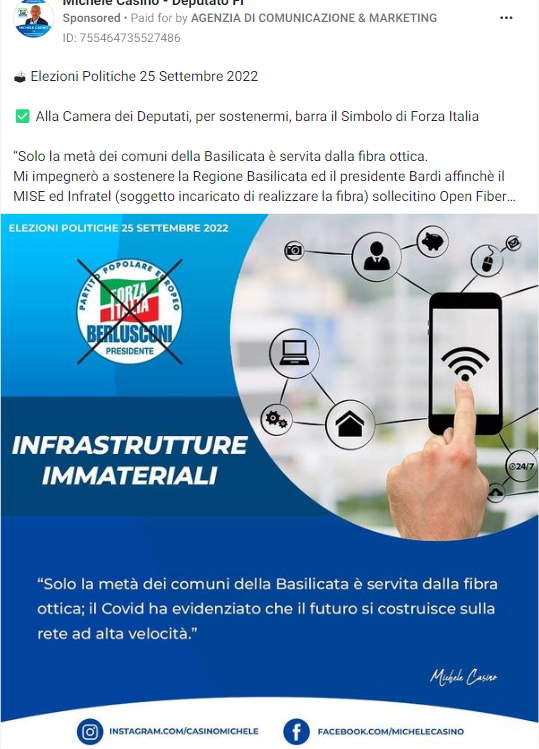 Michele Casino - Deputato FI
Sponsored • Paid for by AGENZIA DI COMUNICAZIONE & MARKETING
ID: 755464735527486
🗳 Elezioni Politiche 25 Settembre 2022
✅ Alla Camera dei Deputati, per sostenermi, barra il Simbolo di Forza Italia
“Solo la metà dei comuni della Basilicata è servita dalla fibra ottica.
Mi impegnerò a sostenere la Regione Basilicata ed il presidente Bardi affinchè il
MISE ed Infratel (soggetto incaricato di realizzare la fibra) sollecitino Open Fiber...
ELEZIONI POLITICHE 25 SETTEMBRE 2022
PARTITO POPOLARE EUROPEO
FORZA
ITALIA
BERLUSCONI
PRESIDENTE
INFRASTRUTTURE
IMMATERIALI
24/7
“Solo la metà dei comuni della Basilicata è servita dalla fibra
ottica; il Covid ha evidenziato che il futuro si costruisce sulla
rete ad alta velocità.”
Michele Casino
INSTAGRAM.COM/CASINOMICHELE
FACEBOOK.COM/MICHELECASINO